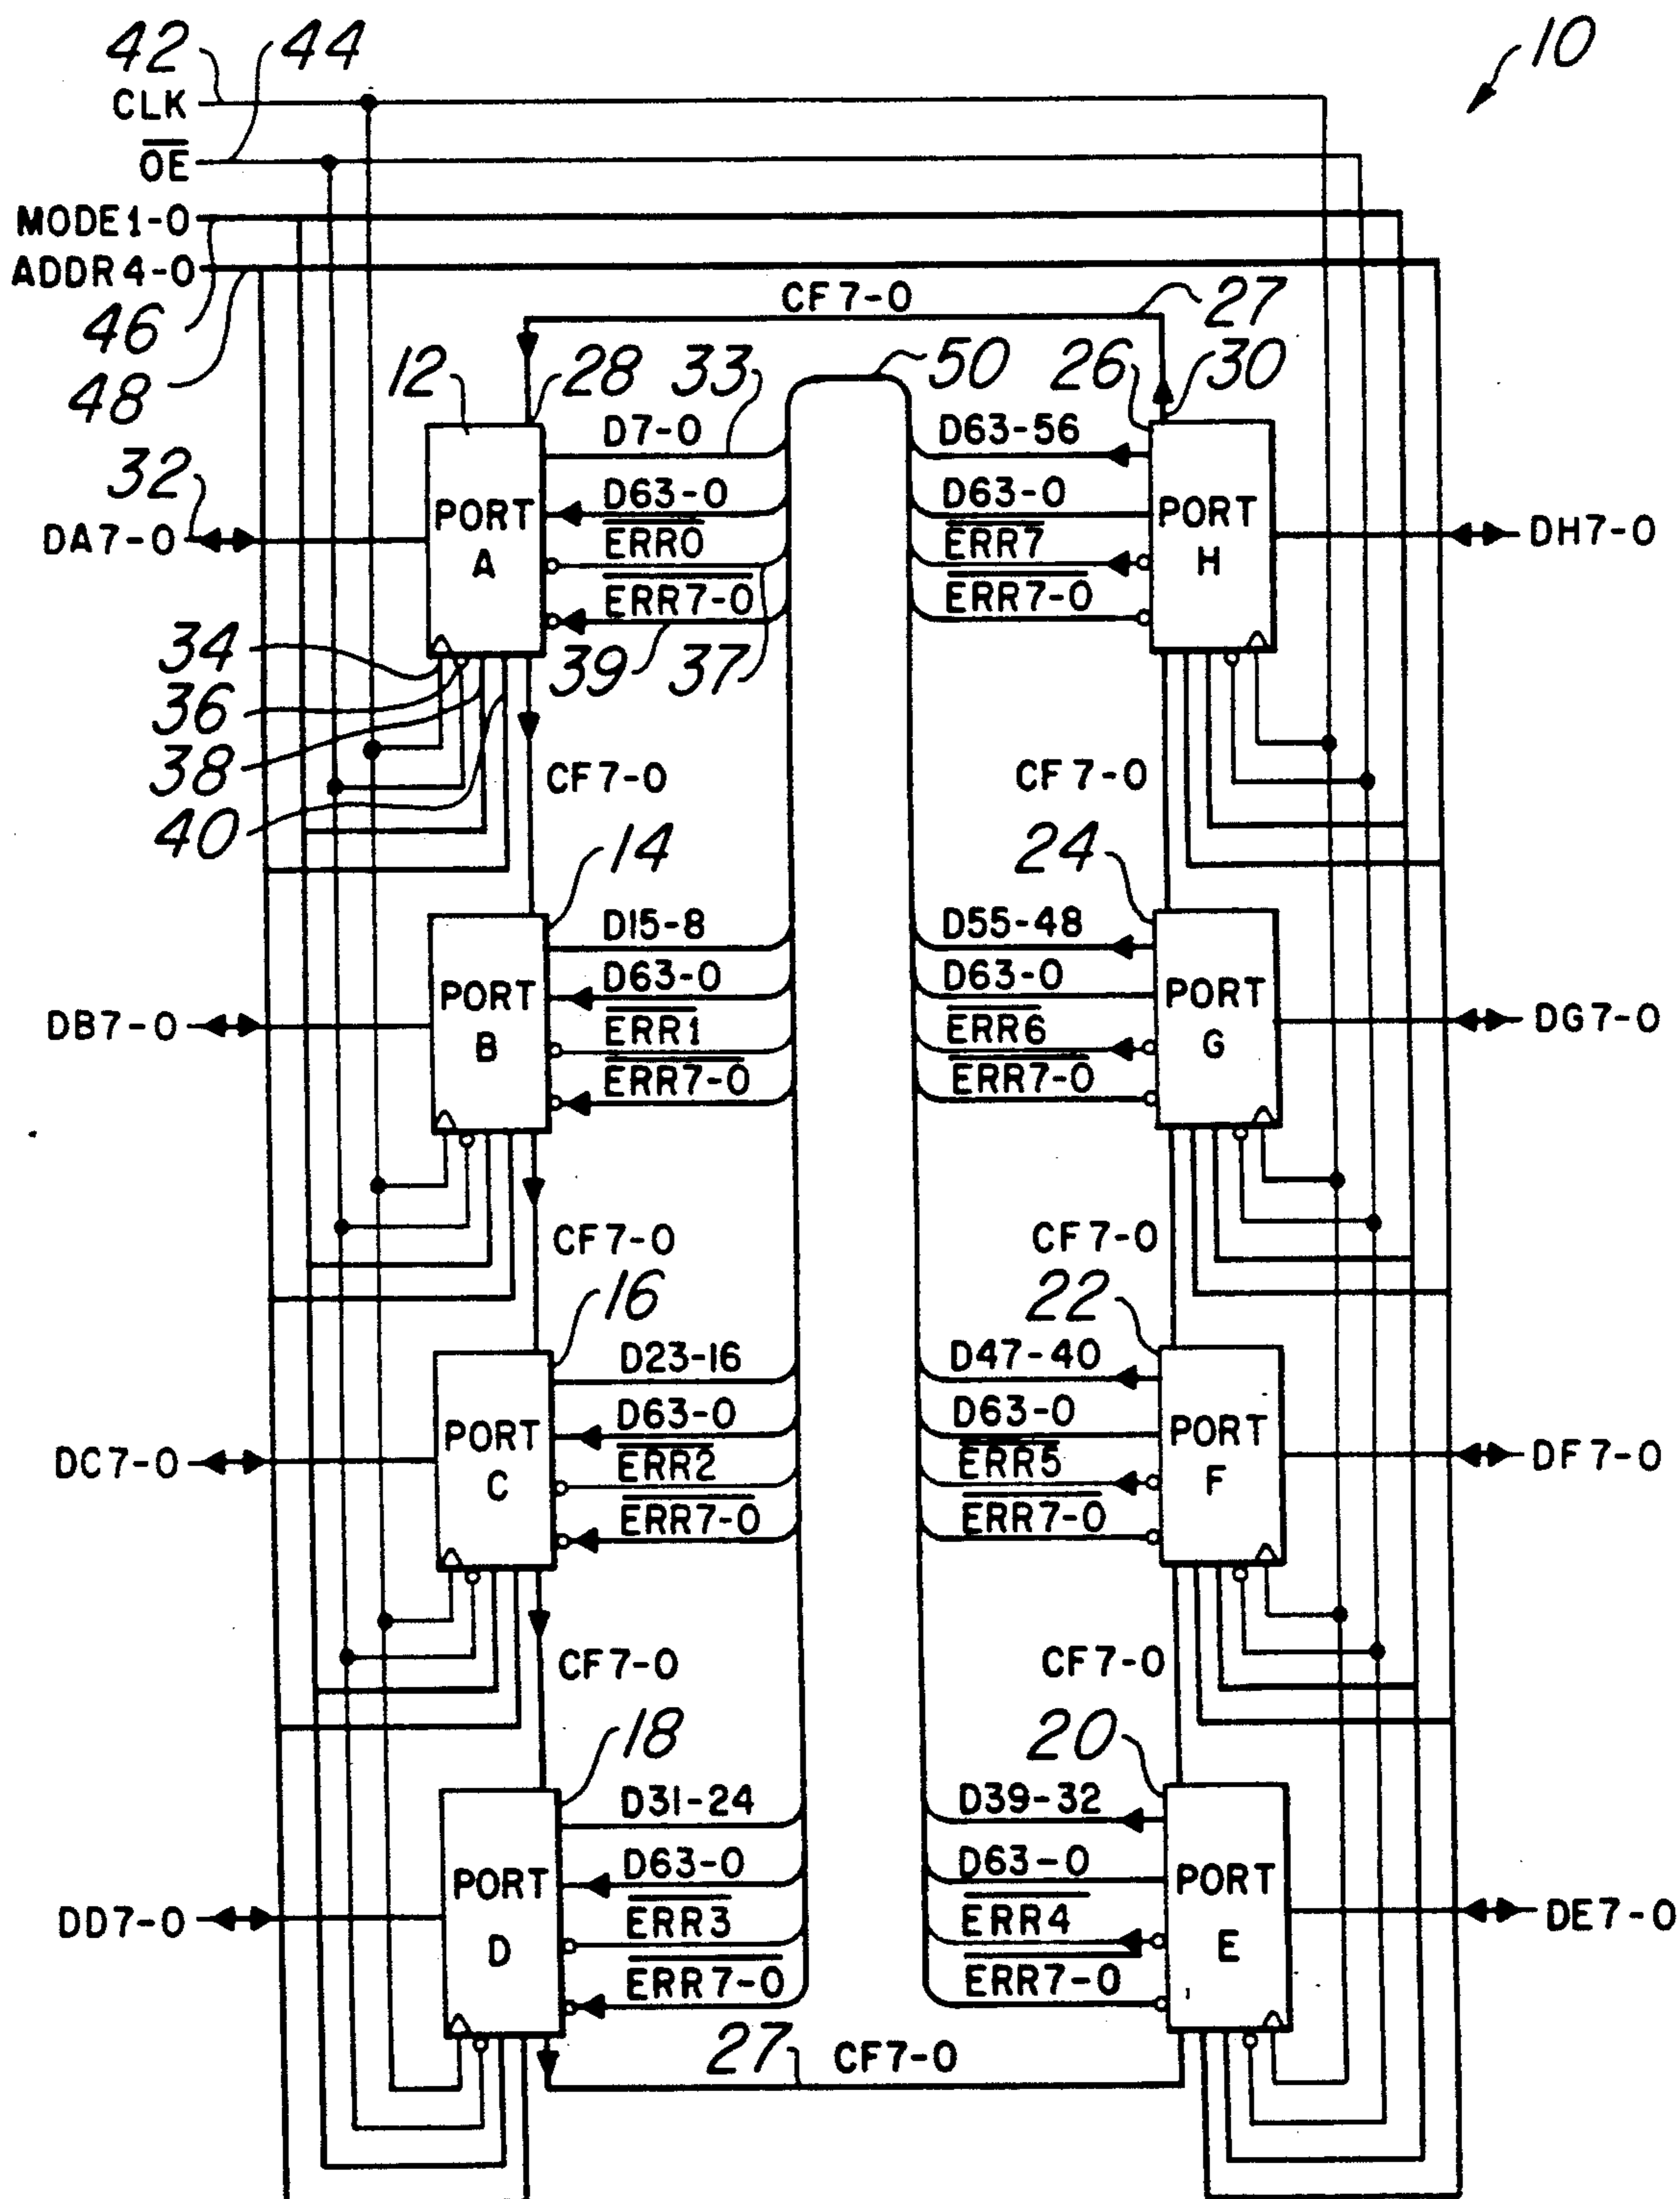 42
44
10
CLK
OE
MODE1-0
ADDR4-0
46
48
CF7-0
27
12
28
33
50
26
30
32
DA7-0
PORT
A
D7-0
D63-0
ERR0
ERR7-0
D63-56
D63-0
ERR7
ERR7-0
PORT
H
DH7-0
34
36
38
40
39
37
CF7-0
CF7-0
14
24
DB7-0
PORT
B
D15-8
D63-0
ERR1
ERR7-0
D55-48
D63-0
ERR6
ERR7-0
PORT
G
DG7-0
CF7-0
CF7-0
16
22
DC7-0
PORT
C
D23-16
D63-0
ERR2
ERR7-0
D47-40
D63-0
ERR5
ERR7-0
PORT
F
DF7-0
CF7-0
CF7-0
18
20
DD7-0
PORT
D
D31-24
D63-0
ERR3
ERR7-0
D39-32
D63-0
ERR4
ERR7-0
PORT
E
DE7-0
27
CF7-0